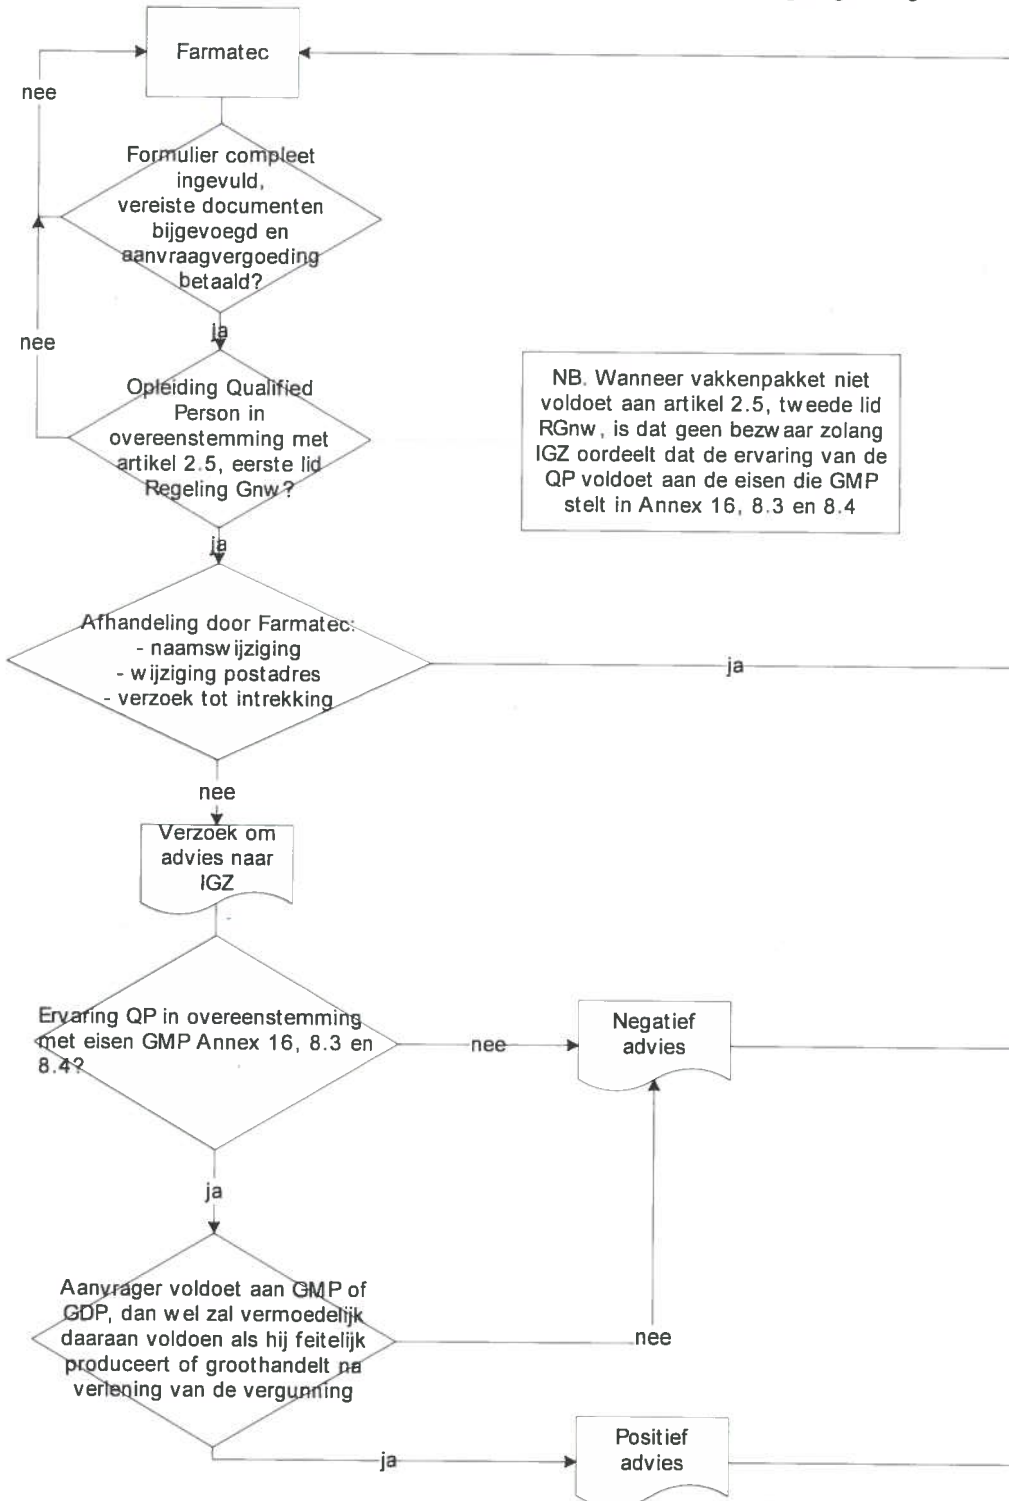 Farmatec
nee
Formulier compleet
ingevuld,
vereiste documenten
bijgevoegd en
aanvraagvergoeding
betaald?
ja
nee
Opleiding Qualified
Person in
overeenstemming met
artikel 2.5, eerste lid
Regeling Gnw?
NB. Wanneer vakkenpakket niet
voldoet aan artikel 2.5, tweede lid
RGnw, is dat geen bezwaar zolang
IGZ oordeelt dat de ervaring van de
QP voldoet aan de eisen die GMP
stelt in Annex 16, 8.3 en 8.4
ja
Afhandeling door Farmatec:
- naamswijziging
- wijziging postadres
- verzoek tot intrekking
ja
nee
Verzoek om
advies naar
IGZ
Ervaring QP in overeenstemming
met eisen GMP Annex 16, 8.3 en
8.4?
nee
Negatief
advies
ja
Aanvrager voldoet aan GMP of
GDP, dan wel zal vermoedelijk
daaraan voldoen als hij feitelijk
produceert of groothandelt na
verlening van de vergunning
nee
ja
Positief
advies